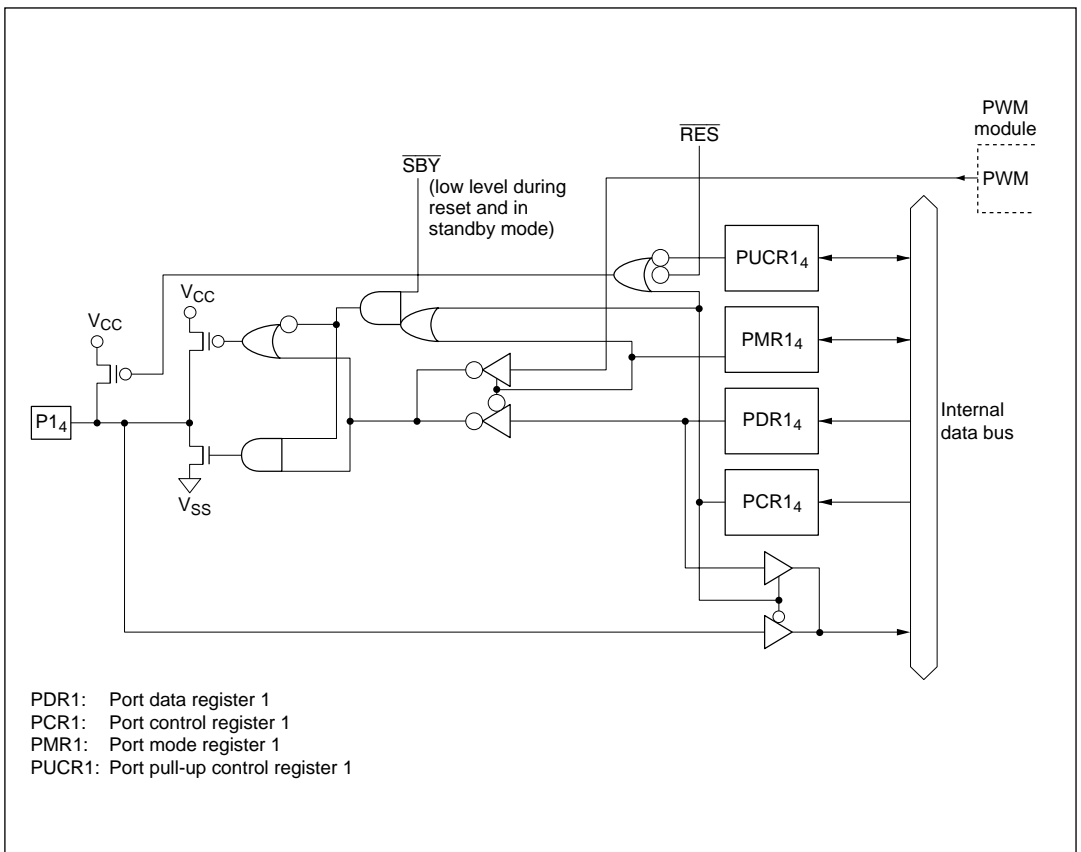 PWM
module
RES
PWM
SBY
(low level during
reset and in
standby mode)
PUCR1₄
VCC
VCC
PMR1₄
P1₄
PDR1₄
Internal
data bus
VSS
PCR1₄
PDR1: Port data register 1
PCR1: Port control register 1
PMR1: Port mode register 1
PUCR1: Port pull-up control register 1